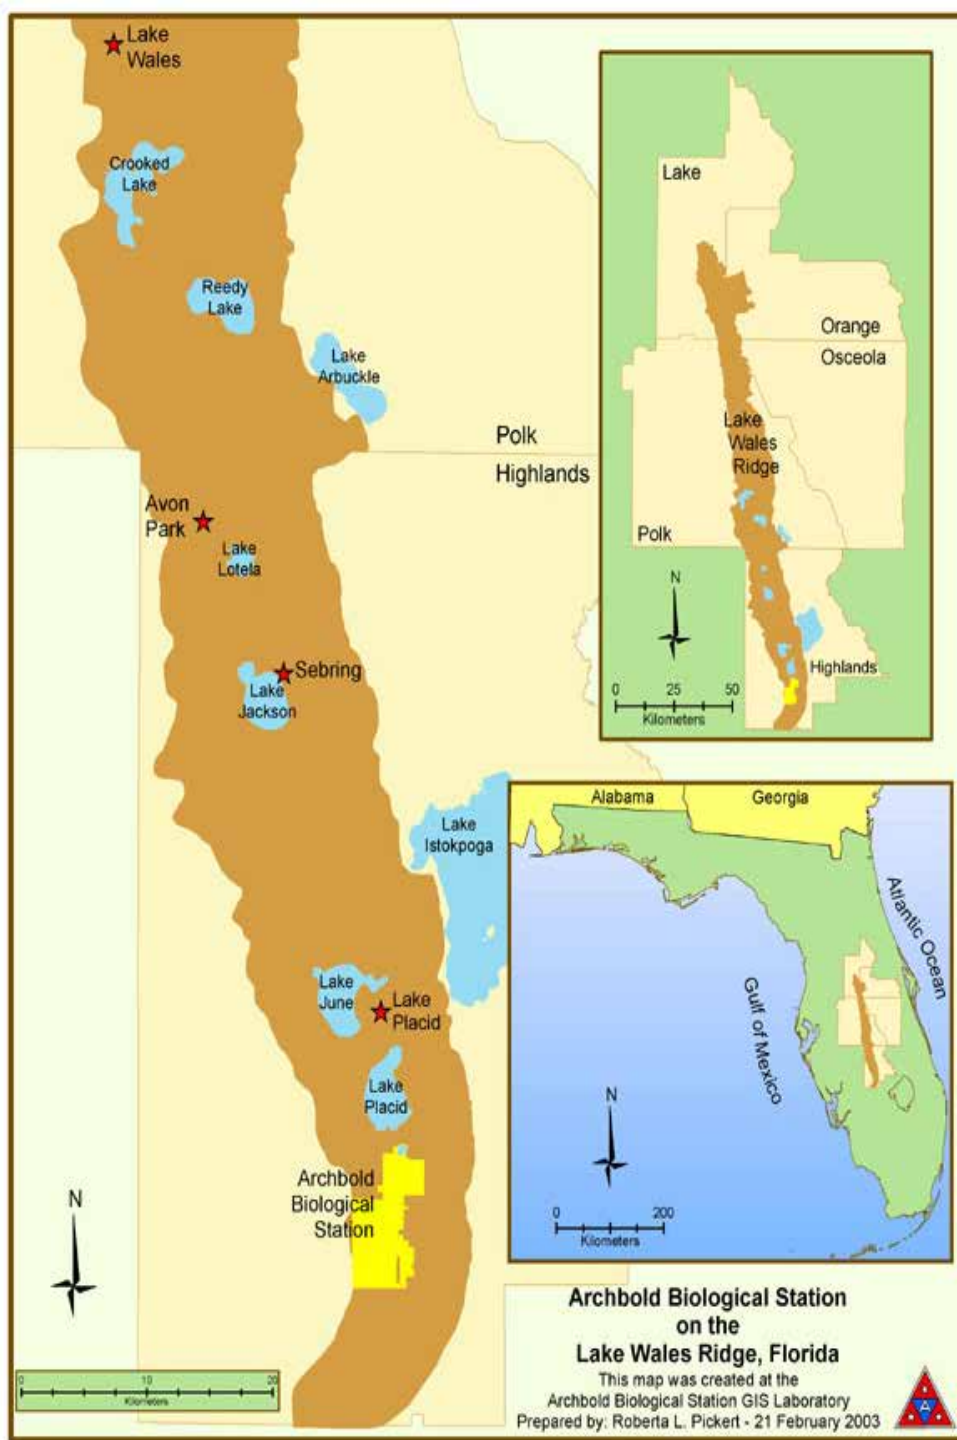 Lake
Wales
Crooked
Lake
Reedy
Lake
Lake
Arbuckle
Polk
Highlands
Avon
Park
Lake
Lotela
Sebring
Lake
Jackson
Lake
Istokpoga
Lake
June
Lake
Placid
Lake
Placid
Archbold
Biological
Station
N
0 10 20
Kilometers
Lake
Orange
Osceola
Lake
Wales
Ridge
Polk
N
Highlands
0 25 50
Kilometers
Alabama Georgia
Atlantic Ocean
Gulf of Mexico
N
0 200
Kilometers
Archbold Biological Station
on the
Lake Wales Ridge, Florida
This map was created at the
Archbold Biological Station GIS Laboratory
Prepared by: Roberta L. Pickert - 21 February 2003
A